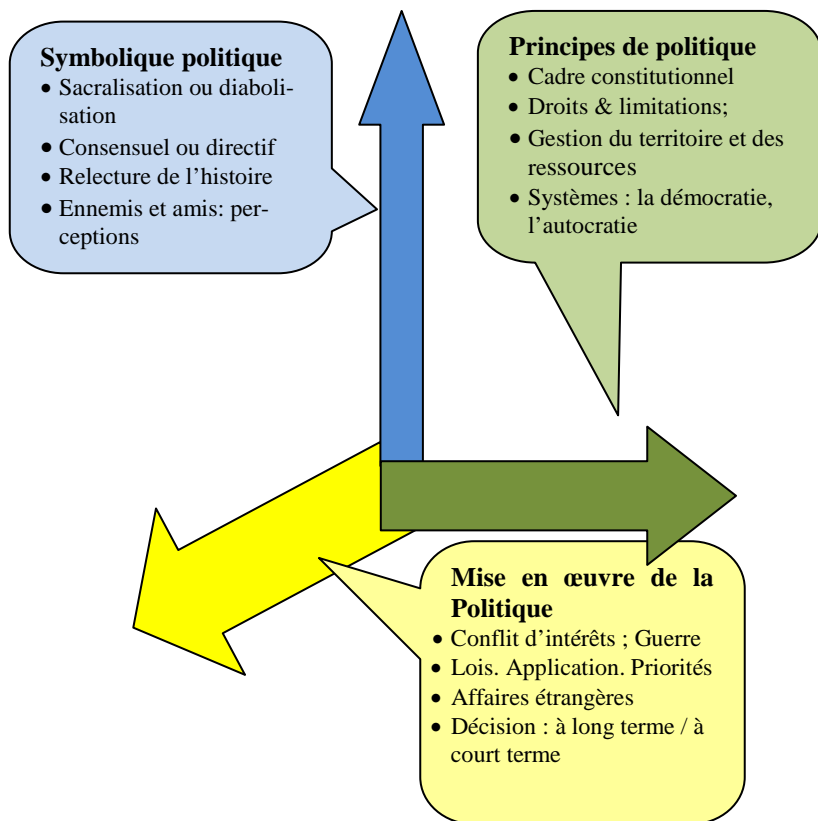 Symbolique politique
• Sacralisation ou diaboli-
sation
• Consensuel ou directif
• Relecture de l’histoire
• Ennemis et amis: per-
ceptions
Principes de politique
• Cadre constitutionnel
• Droits & limitations;
• Gestion du territoire et des
ressources
• Systèmes : la démocratie,
l’autocratie
Mise en œuvre de la
Politique
• Conflit d’intérêts ; Guerre
• Lois. Application. Priorités
• Affaires étrangères
• Décision : à long terme / à
court terme